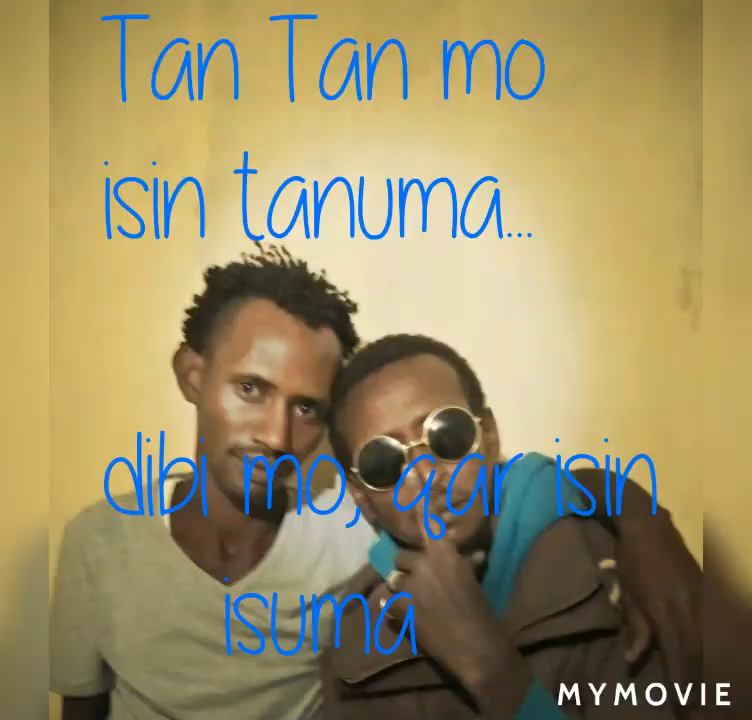 Tan Tan mo
isin tanuma...
dibi mo, qar isin
isuma
MYMOVIE